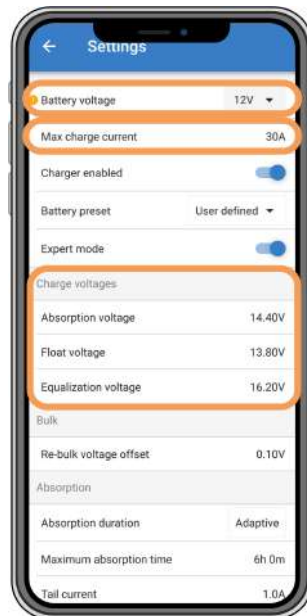 Settings
Battery voltage 12V
Max charge current 30A
Charger enabled
Battery preset User defined
Expert mode
Charge voltages
Absorption voltage 14.40V
Float voltage 13.80V
Equalization voltage 16.20V
Bulk
Re-bulk voltage offset 0.10V
Absorption
Absorption duration Adaptive
Maximum absorption time 6h 0m
Tail current 1.0A